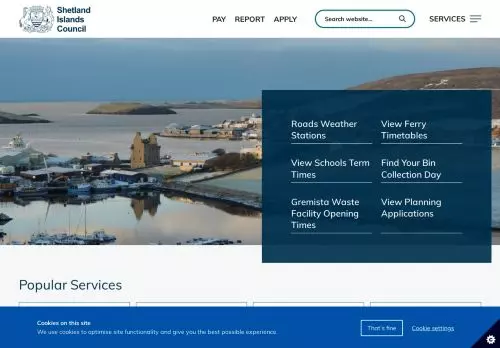 Shetland
Islands
Council
PAY REPORT APPLY
Search website...
SERVICES
Roads Weather
Stations
View Ferry
Timetables
View Schools Term
Times
Find Your Bin
Collection Day
Gremista Waste
Facility Opening
Times
View Planning
Applications
Popular Services
Cookies on this site
We use cookies to optimise site functionality and give you the best possible experience.
That's fine
Cookie settings